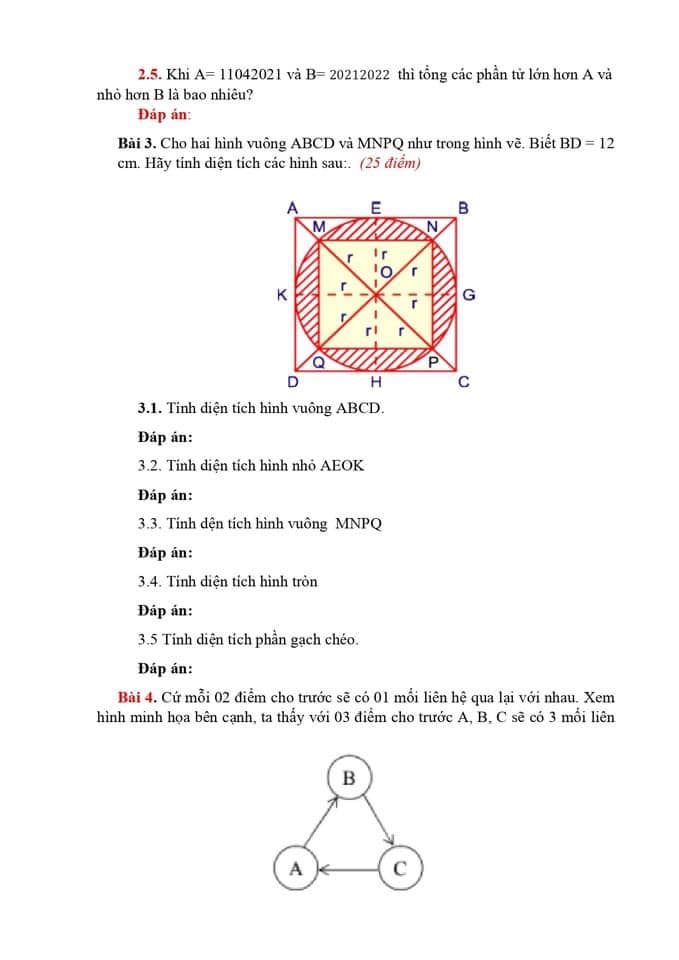 2.5. Khi A= 11042021 và B= 20212022 thì tổng các phần tử lớn hơn A và
nhỏ hơn B là bao nhiêu?
Đáp án:
Bài 3. Cho hai hình vuông ABCD và MNPQ như trong hình vẽ. Biết BD = 12
cm. Hãy tính diện tích các hình sau:. (25 điểm)
A E B
M N
r r
O r
K r G
r
r
r r
Q P
D H C
3.1. Tính diện tích hình vuông ABCD.
Đáp án:
3.2. Tính diện tích hình nhỏ AEOK
Đáp án:
3.3. Tính dện tích hình vuông MNPQ
Đáp án:
3.4. Tính diện tích hình tròn
Đáp án:
3.5 Tính diện tích phần gạch chéo.
Đáp án:
Bài 4. Cứ mỗi 02 điểm cho trước sẽ có 01 mối liên hệ qua lại với nhau. Xem
hình minh họa bên cạnh, ta thấy với 03 điểm cho trước A, B, C sẽ có 3 mối liên
B
A C